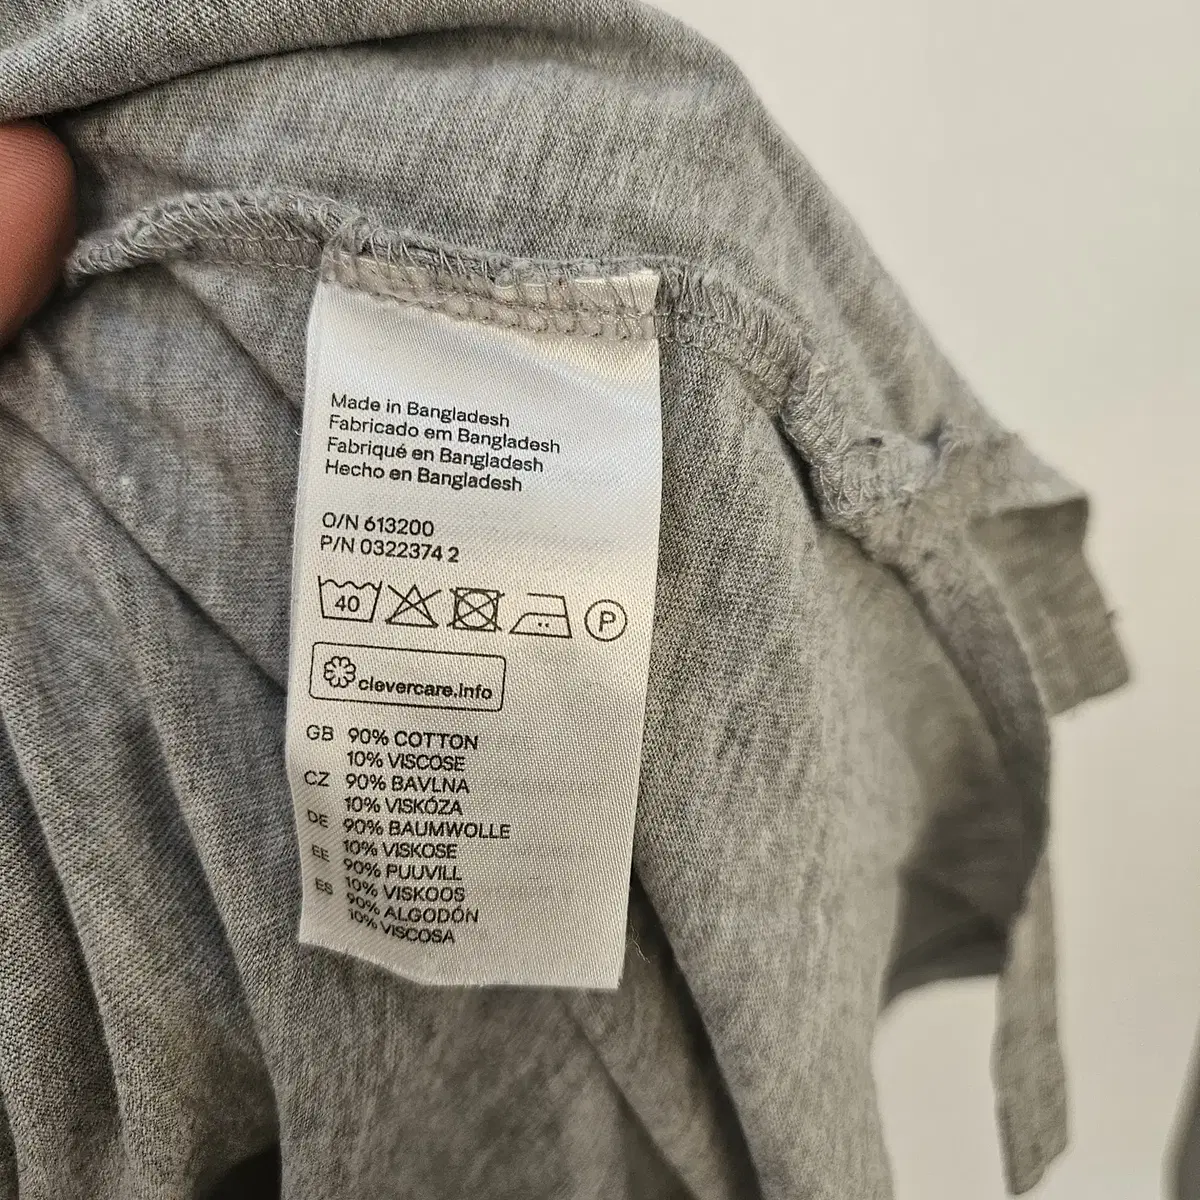 Made in Bangladesh
Fabricado em Bangladesh
Fabriqué en Bangladesh
Hecho en Bangladesh
O/N 613200
P/N 0322374 2
40 P
clevercare.info
GB 90% COTTON
10% VISCOSE
CZ 90% BAVLNA
10% VISKÓZA
DE 90% BAUMWOLLE
10% VISKOSE
EE 90% PUUVILL
10% VISKOOS
ES 90% ALGODÓN
10% VISCOSA